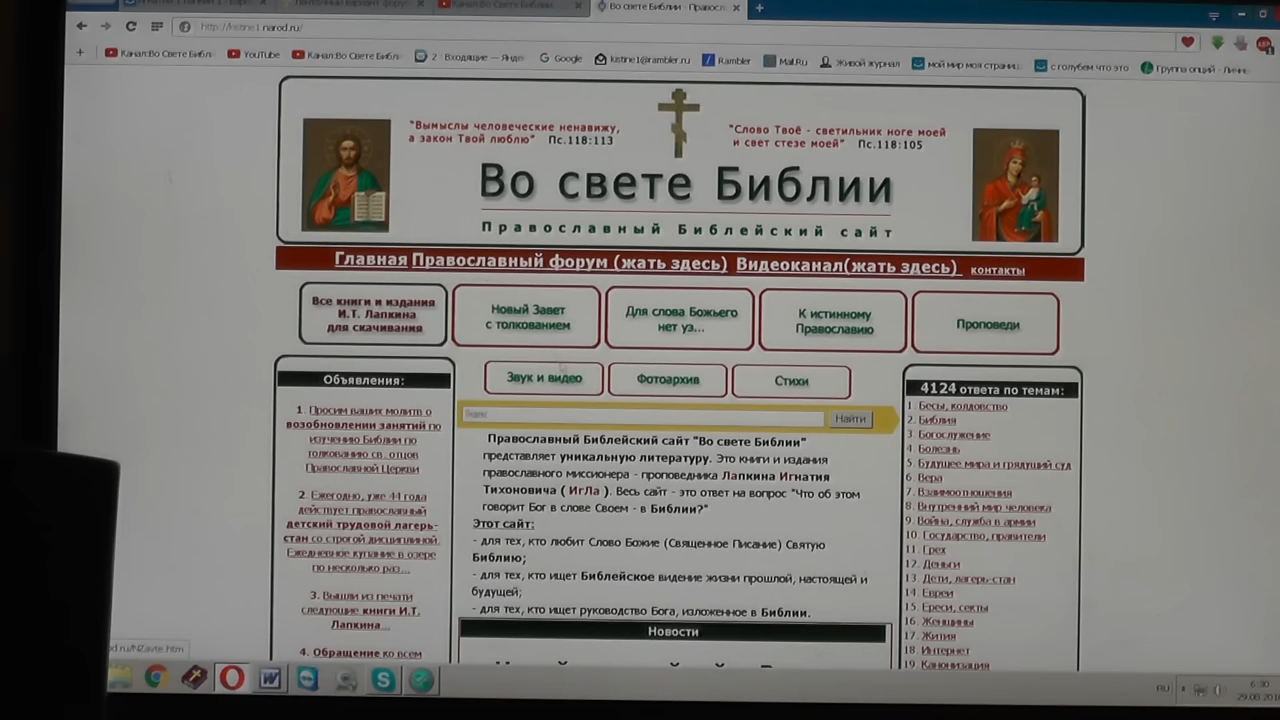 Во свете Библии - Правосл
http://kistine1.narod.ru/
Канал:Во Свете Библ
YouTube
Канал:Во Свете Библ
2 · Входящие — Янде
Google
kistine1@rambler.ru
Rambler
Mail.Ru
Живой журнал
мой мир моя страниц
с голубем что это
Группа опций - Личн
"Вымыслы человеческие ненавижу,
а закон Твой люблю" Пс.118:113
"Слово Твоё - светильник ноге моей
и свет стезе моей" Пс.118:105
Во свете Библии
Православный Библейский сайт
Главная Православный форум (жать здесь) Видеоканал(жать здесь) контакты
Все книги и издания
И.Т. Лапкина
для скачивания
Новый Завет
с толкованием
Для слова Божьего
нет уз...
К истинному
Православию
Проповеди
Звук и видео
Фотоархив
Стихи
Объявления:
1. Просим ваших молитв о
возобновлении занятий по
изучению Библии по
толкованию св. отцов
Православной Церкви
2. Ежегодно, уже 44 года
действует православный
детский трудовой лагерь-
стан со строгой дисциплиной.
Ежедневное купание в озере
по несколько раз...
3. Вышли из печати
следующие книги И.Т.
Лапкина...
4. Обращение ко всем
Найти
Православный Библейский сайт "Во свете Библии"
представляет уникальную литературу. Это книги и издания
православного миссионера - проповедника Лапкина Игнатия
Тихоновича ( ИгЛа ). Весь сайт - это ответ на вопрос "Что об этом
говорит Бог в слове Своем - в Библии?"
Этот сайт:
- для тех, кто любит Слово Божие (Священное Писание) Святую
Библию;
- для тех, кто ищет Библейское видение жизни прошлой, настоящей и
будущей;
- для тех, кто ищет руководство Бога, изложенное в Библии.
Новости
4124 ответа по темам:
1. Бесы, колдовство
2. Библия
3. Богослужение
4. Болезнь
5. Будущее мира и грядущий суд
6. Вера
7. Взаимоотношения
8. Внутренний мир человека
9. Война, служба в армии
10. Государство, правители
11. Грех
12. Деньги
13. Дети, лагерь-стан
14. Евреи
15. Ереси, секты
16. Женщины
17. Жития
18. Интернет
19. Канонизация
d.ru/NZavte.htm
RU
6:30
29.08.201